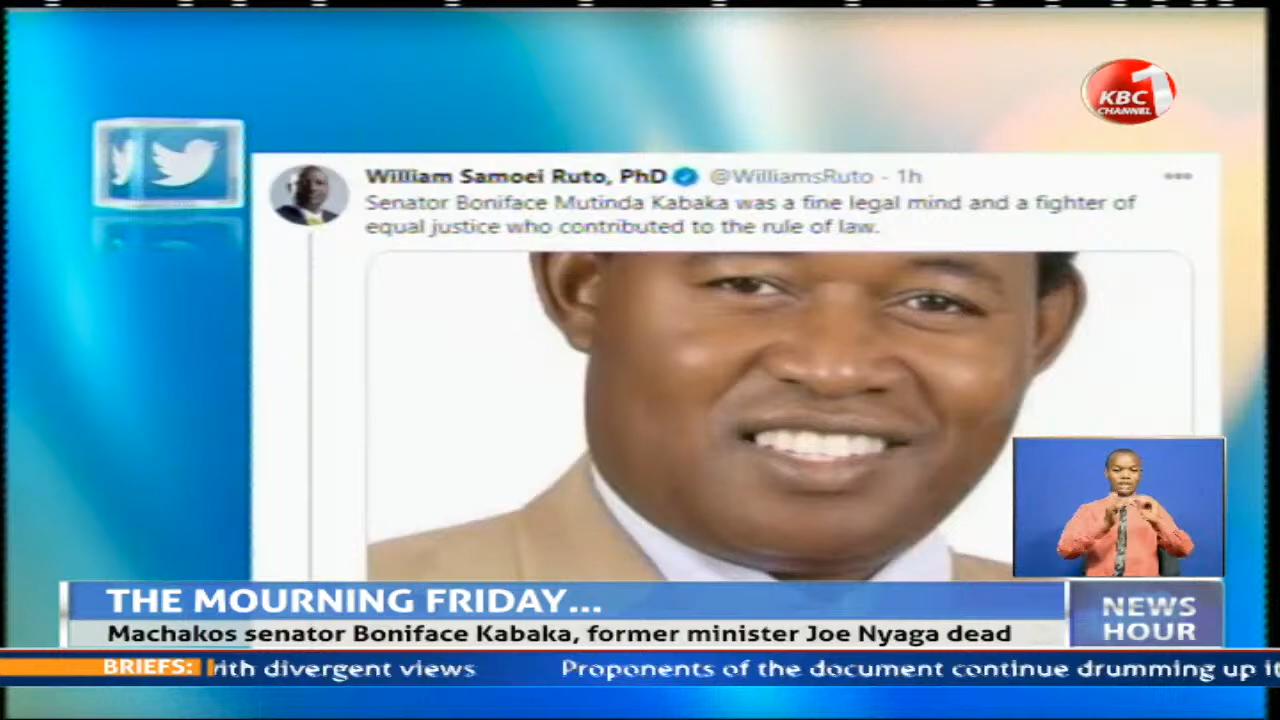 KBC 1
CHANNEL
William Samoei Ruto, PhD @WilliamsRuto - 1h
Senator Boniface Mutinda Kabaka was a fine legal mind and a fighter of
equal justice who contributed to the rule of law.
THE MOURNING FRIDAY...
Machakos senator Boniface Kabaka, former minister Joe Nyaga dead
NEWS
HOUR
BRIEFS: ith divergent views Proponents of the document continue drumming up it